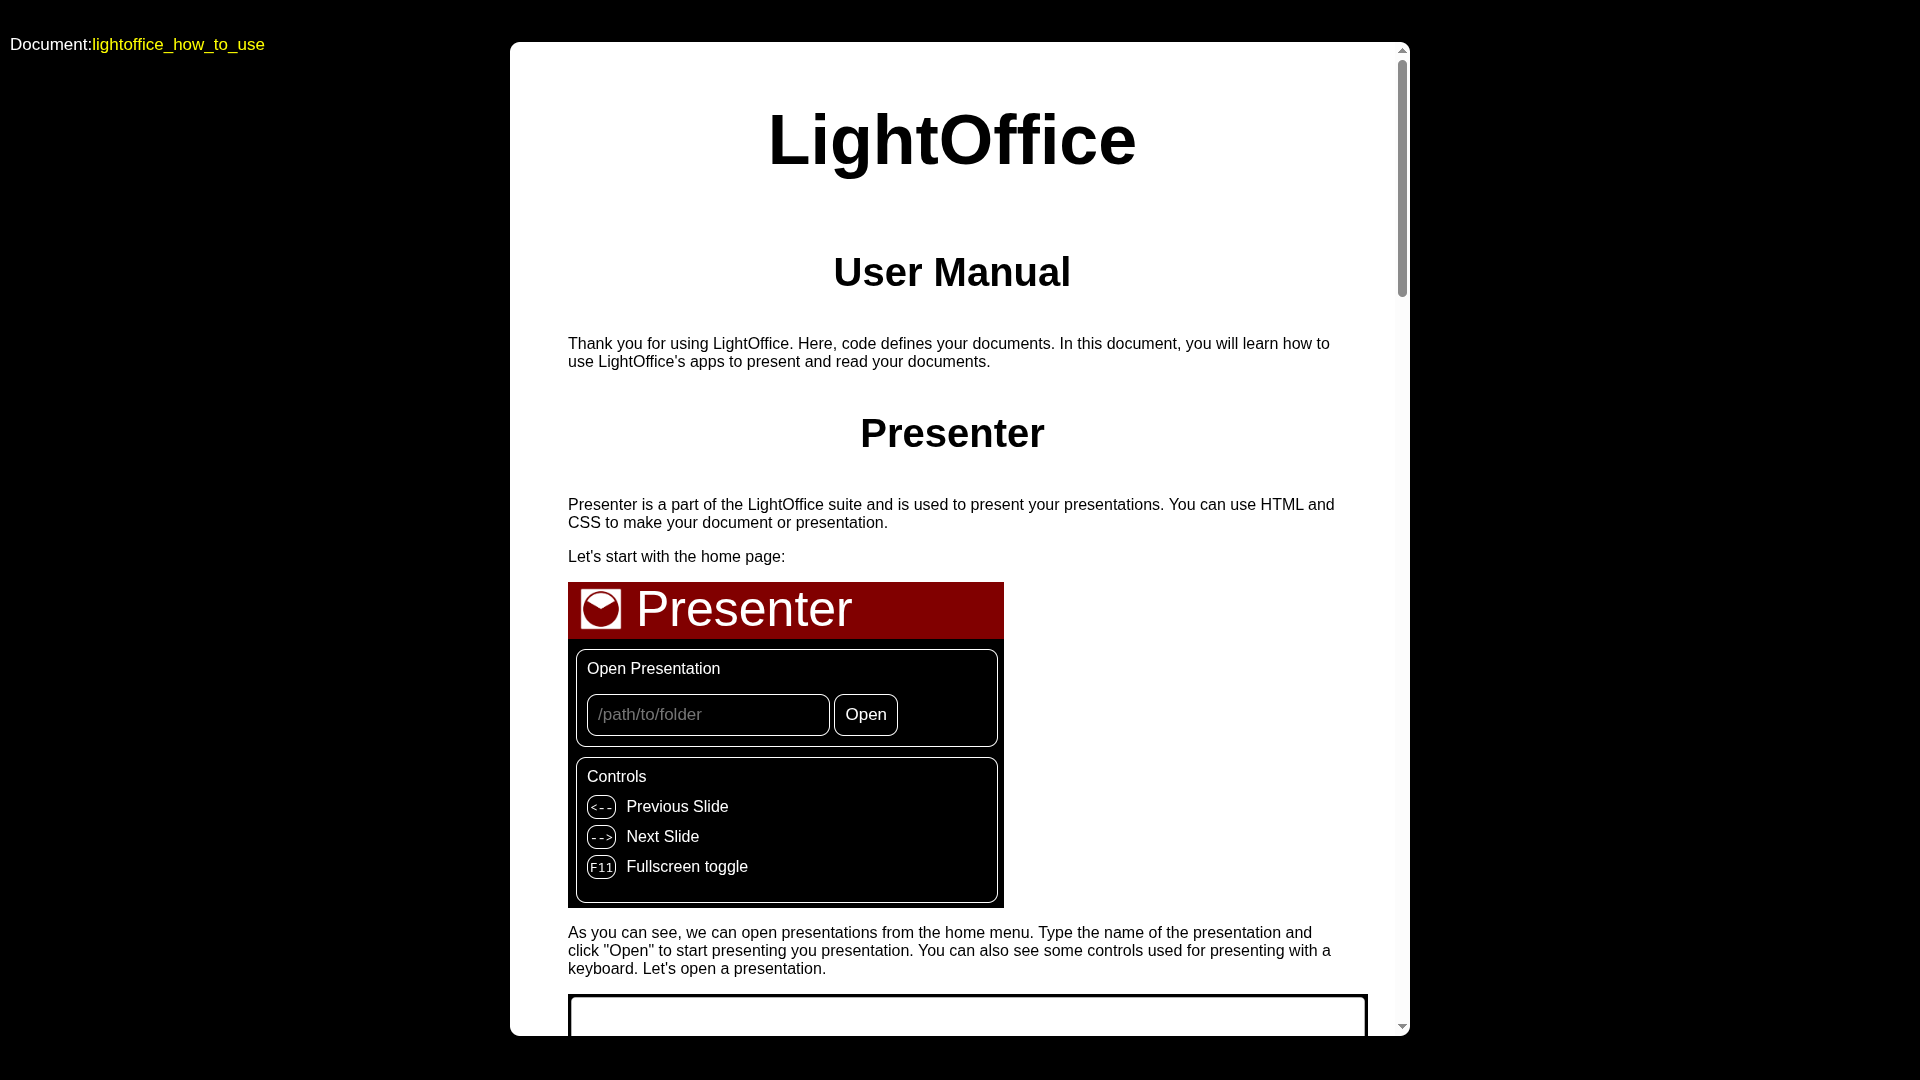 Document:lightoffice_how_to_use
LightOffice
User Manual
Thank you for using LightOffice. Here, code defines your documents. In this document, you will learn how to
use LightOffice's apps to present and read your documents.
Presenter
Presenter is a part of the LightOffice suite and is used to present your presentations. You can use HTML and
CSS to make your document or presentation.
Let's start with the home page:
Presenter
Open Presentation
/path/to/folder Open
Controls
<-- Previous Slide
--> Next Slide
F11 Fullscreen toggle
As you can see, we can open presentations from the home menu. Type the name of the presentation and
click "Open" to start presenting you presentation. You can also see some controls used for presenting with a
keyboard. Let's open a presentation.